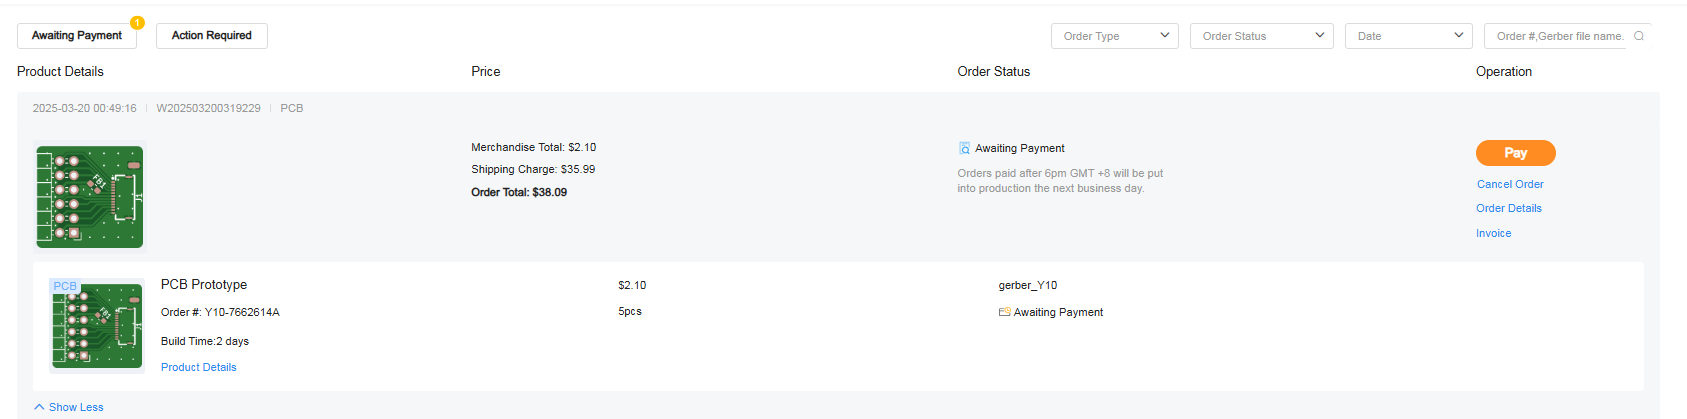 Awaiting Payment 1 Action Required Order Type Order Status Date Order #,Gerber file name.
Product Details Price Order Status Operation
2025-03-20 00:49:16 W202503200319229 PCB
Merchandise Total: $2.10
Shipping Charge: $35.99
Order Total: $38.09
Awaiting Payment
Orders paid after 6pm GMT +8 will be put
into production the next business day.
Pay
Cancel Order
Order Details
Invoice
FB1
J1
PCB
FB1
J1
PCB Prototype $2.10 gerber_Y10
Order #: Y10-7662614A 5pcs Awaiting Payment
Build Time:2 days
Product Details
Show Less